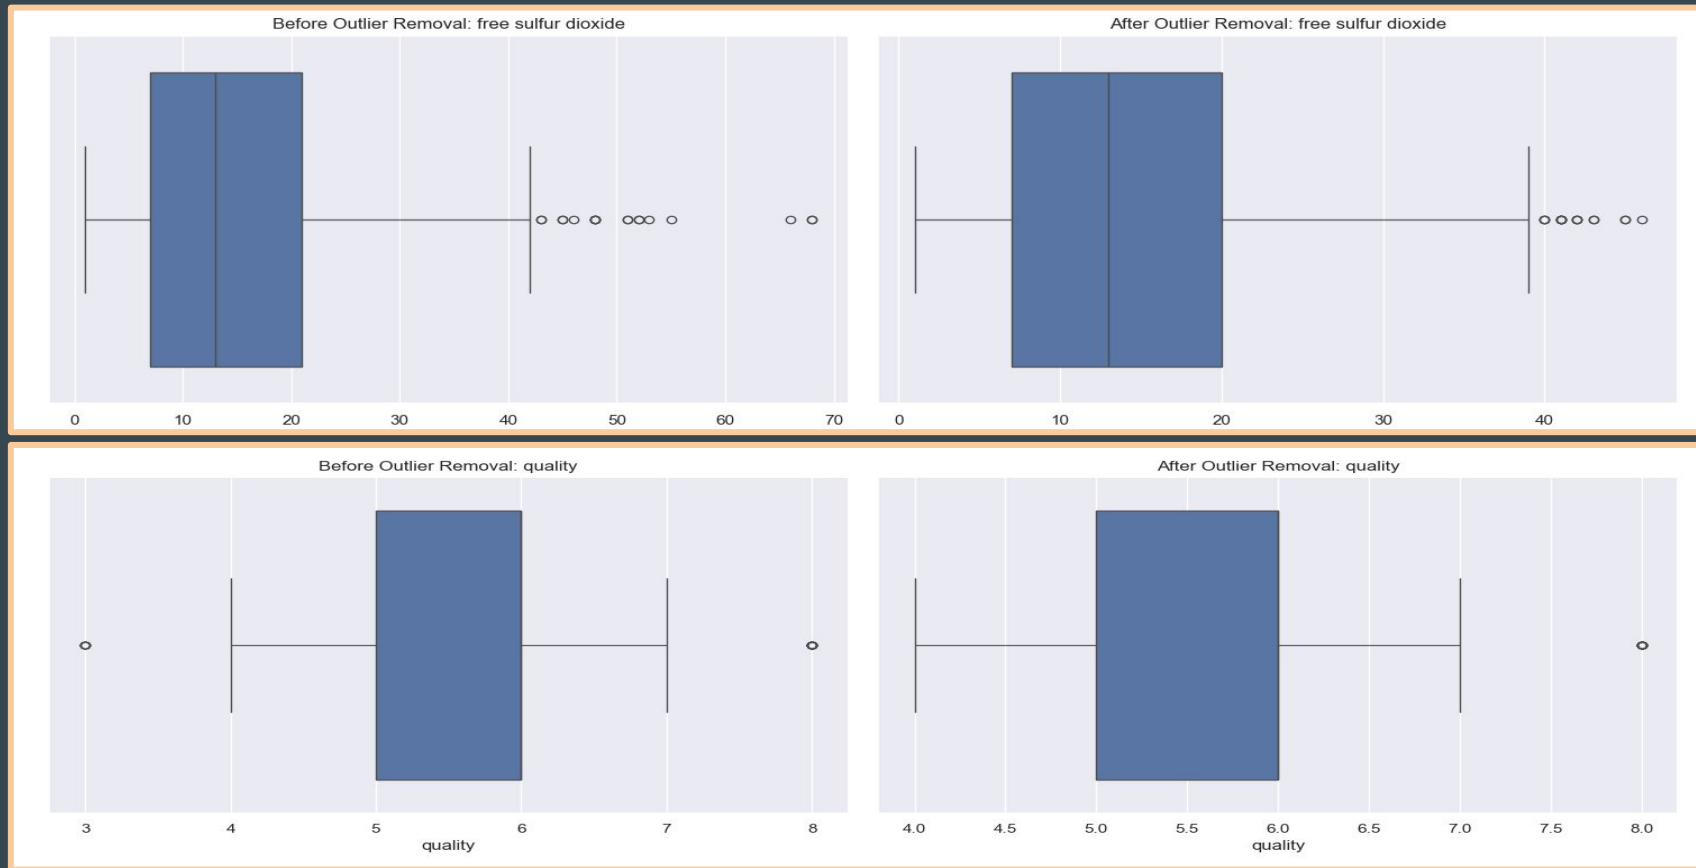 Before Outlier Removal: free sulfur dioxide
After Outlier Removal: free sulfur dioxide
0 10 20 30 40 50 60 70
0 10 20 30 40
Before Outlier Removal: quality
After Outlier Removal: quality
3 4 5 6 7 8
4.0 4.5 5.0 5.5 6.0 6.5 7.0 7.5 8.0
quality
quality